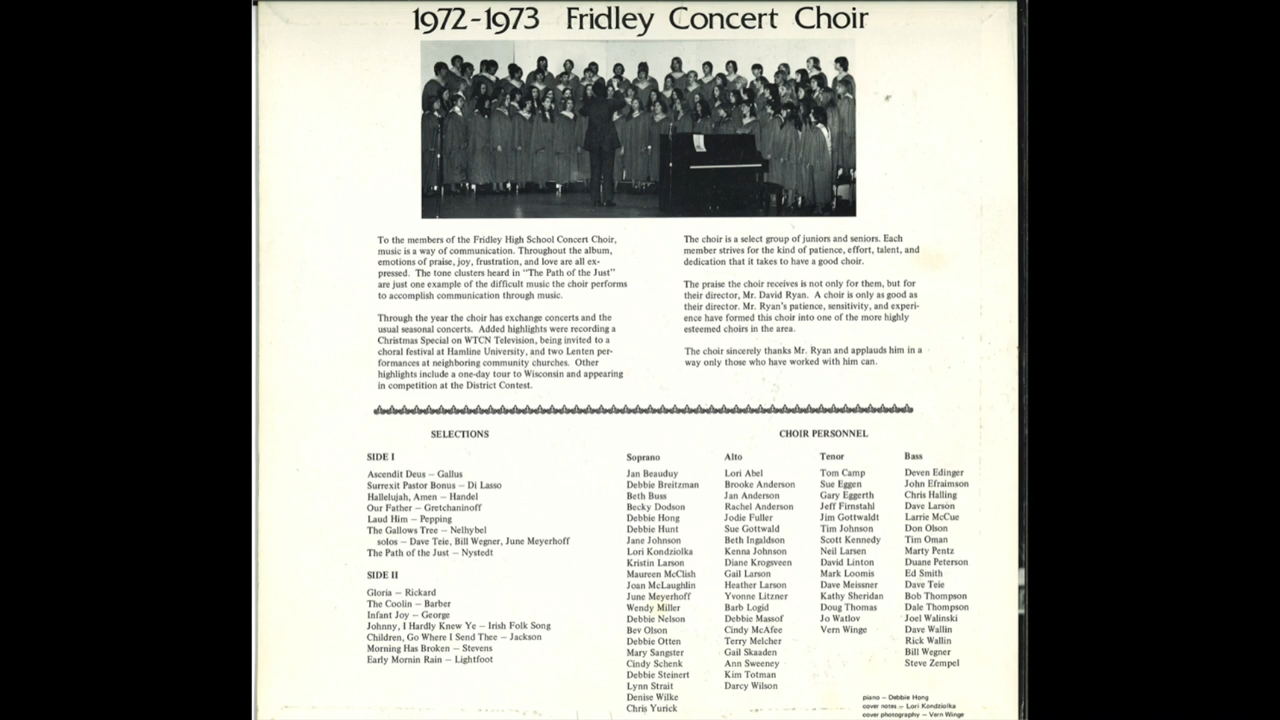 1972-1973 Fridley Concert Choir
To the members of the Fridley High School Concert Choir,
music is a way of communication. Throughout the album,
emotions of praise, joy, frustration, and love are all ex-
pressed. The tone clusters heard in "The Path of the Just"
are just one example of the difficult music the choir performs
to accomplish communication through music.
Through the year the choir has exchange concerts and the
usual seasonal concerts. Added highlights were recording a
Christmas Special on WTCN Television, being invited to a
choral festival at Hamline University, and two Lenten per-
formances at neighboring community churches. Other
highlights include a one-day tour to Wisconsin and appearing
in competition at the District Contest.
The choir is a select group of juniors and seniors. Each
member strives for the kind of patience, effort, talent, and
dedication that it takes to have a good choir.
The praise the choir receives is not only for them, but for
their director, Mr. David Ryan. A choir is only as good as
their director. Mr. Ryan's patience, sensitivity, and experi-
ence have formed this choir into one of the more highly
esteemed choirs in the area.
The choir sincerely thanks Mr. Ryan and applauds him in a
way only those who have worked with him can.
SELECTIONS
SIDE I
Ascendit Deus – Gallus
Surrexit Pastor Bonus – Di Lasso
Hallelujah, Amen – Handel
Our Father – Gretchaninoff
Laud Him – Pepping
The Gallows Tree – Nelhybel
solos – Dave Teie, Bill Wegner, June Meyerhoff
The Path of the Just – Nystedt
SIDE II
Gloria – Rickard
The Coolin – Barber
Infant Joy – George
Johnny, I Hardly Knew Ye – Irish Folk Song
Children, Go Where I Send Thee – Jackson
Morning Has Broken – Stevens
Early Mornin Rain – Lightfoot
CHOIR PERSONNEL
Soprano
Jan Beauduy
Debbie Breitzman
Beth Buss
Becky Dodson
Debbie Hong
Debbie Hunt
Jane Johnson
Lori Kondziolka
Kristin Larson
Maureen McClish
Joan McLaughlin
June Meyerhoff
Wendy Miller
Debbie Nelson
Bev Olson
Debbie Otten
Mary Sangster
Cindy Schenk
Debbie Steinert
Lynn Strait
Denise Wilke
Chris Yurick
Alto
Lori Abel
Brooke Anderson
Jan Anderson
Rachel Anderson
Jodie Fuller
Sue Gottwald
Beth Ingaldson
Kenna Johnson
Diane Krogsveen
Gail Larson
Heather Larson
Yvonne Litzner
Barb Logid
Debbie Massof
Cindy McAfee
Terry Melcher
Gail Skaaden
Ann Sweeney
Kim Totman
Darcy Wilson
Tenor
Tom Camp
Sue Eggen
Gary Eggerth
Jeff Firnstahl
Jim Gottwaldt
Tim Johnson
Scott Kennedy
Neil Larsen
David Linton
Mark Loomis
Dave Meissner
Kathy Sheridan
Doug Thomas
Jo Watlov
Vern Winge
Bass
Deven Edinger
John Efraimson
Chris Halling
Dave Larson
Larrie McCue
Don Olson
Tim Oman
Marty Pentz
Duane Peterson
Ed Smith
Dave Teie
Bob Thompson
Dale Thompson
Joel Walinski
Dave Wallin
Rick Wallin
Bill Wegner
Steve Zempel
piano – Debbie Hong
cover notes – Lori Kondziolka
cover photography – Vern Winge